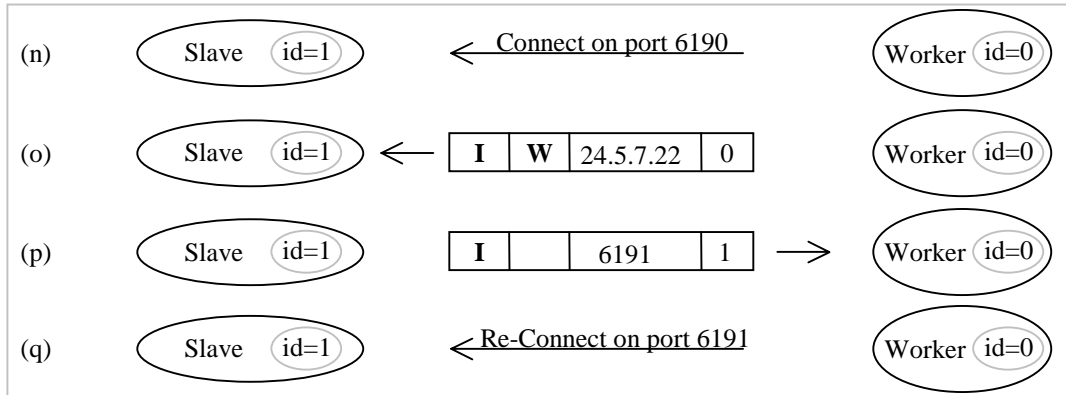 (n) Slave id=1 Connect on port 6190 Worker id=0
(o) Slave id=1 I W 24.5.7.22 0 Worker id=0
(p) Slave id=1 I 6191 1 Worker id=0
(q) Slave id=1 Re-Connect on port 6191 Worker id=0